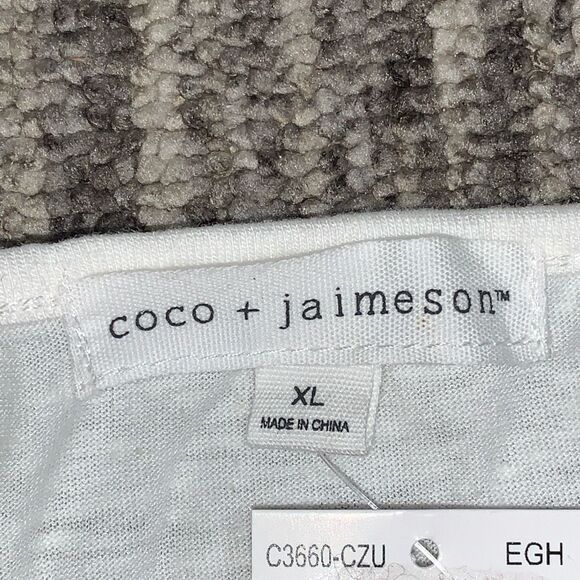 coco + jaimeson™
XL
MADE IN CHINA
C3660-CZU EGH